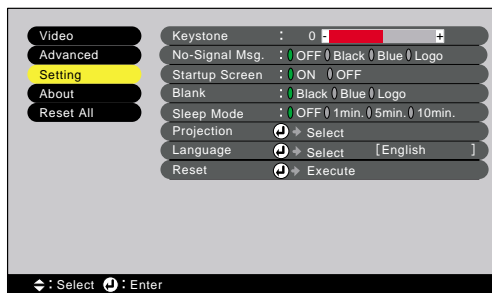 Video
Advanced
Setting
About
Reset All
Keystone : 0 - +
No-Signal Msg. : OFF Black Blue Logo
Startup Screen : ON OFF
Blank : Black Blue Logo
Sleep Mode : OFF 1min. 5min. 10min.
Projection Select
Language Select [English ]
Reset Execute
: Select : Enter